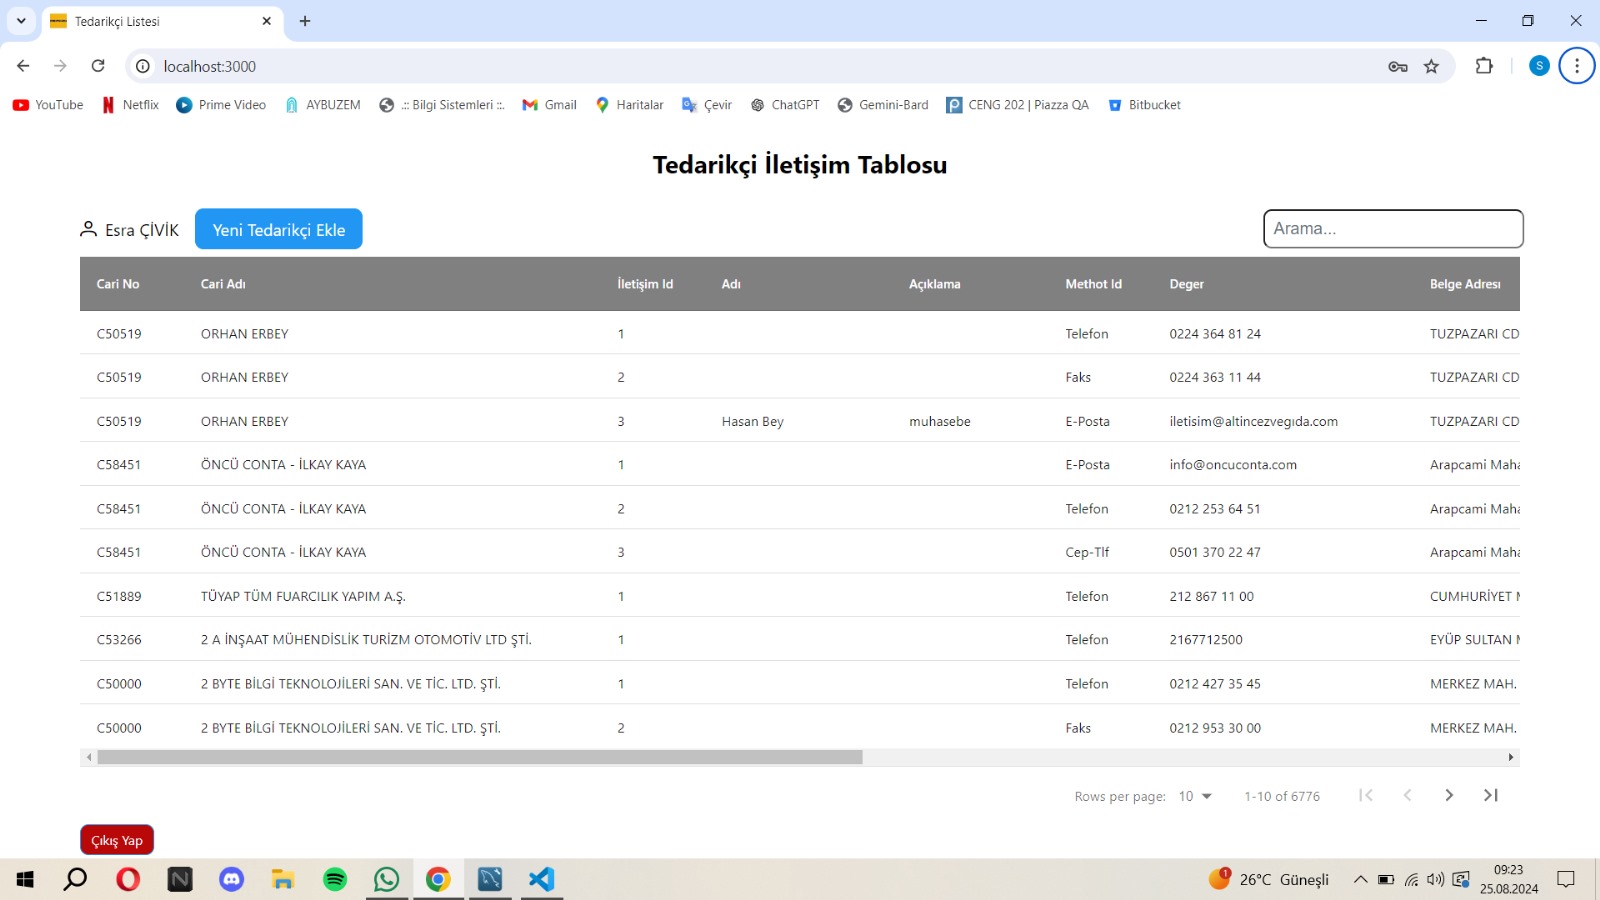 Tedarikçi Listesi
localhost:3000
S
YouTube Netflix Prime Video AYBUZEM .:: Bilgi Sistemleri ::. Gmail Haritalar Çevir ChatGPT Gemini-Bard CENG 202 | Piazza QA Bitbucket
Tedarikçi İletişim Tablosu
Esra ÇİVİK Yeni Tedarikçi Ekle Arama...
Cari No Cari Adı İletişim Id Adı Açıklama Methot Id Deger Belge Adresı
C50519 ORHAN ERBEY 1 Telefon 0224 364 81 24 TUZPAZARI CD
C50519 ORHAN ERBEY 2 Faks 0224 363 11 44 TUZPAZARI CD
C50519 ORHAN ERBEY 3 Hasan Bey muhasebe E-Posta iletisim@altincezvegıda.com TUZPAZARI CD
C58451 ÖNCÜ CONTA - İLKAY KAYA 1 E-Posta info@oncuconta.com Arapcami Maha
C58451 ÖNCÜ CONTA - İLKAY KAYA 2 Telefon 0212 253 64 51 Arapcami Maha
C58451 ÖNCÜ CONTA - İLKAY KAYA 3 Cep-Tlf 0501 370 22 47 Arapcami Maha
C51889 TÜYAP TÜM FUARCILIK YAPIM A.Ş. 1 Telefon 212 867 11 00 CUMHURİYET M
C53266 2 A İNŞAAT MÜHENDİSLİK TURİZM OTOMOTİV LTD ŞTİ. 1 Telefon 2167712500 EYÜP SULTAN M
C50000 2 BYTE BİLGİ TEKNOLOJİLERİ SAN. VE TİC. LTD. ŞTİ. 1 Telefon 0212 427 35 45 MERKEZ MAH.
C50000 2 BYTE BİLGİ TEKNOLOJİLERİ SAN. VE TİC. LTD. ŞTİ. 2 Faks 0212 953 30 00 MERKEZ MAH.
Rows per page: 10 1-10 of 6776
Çıkış Yap
1 26°C Güneşli 09:23
25.08.2024